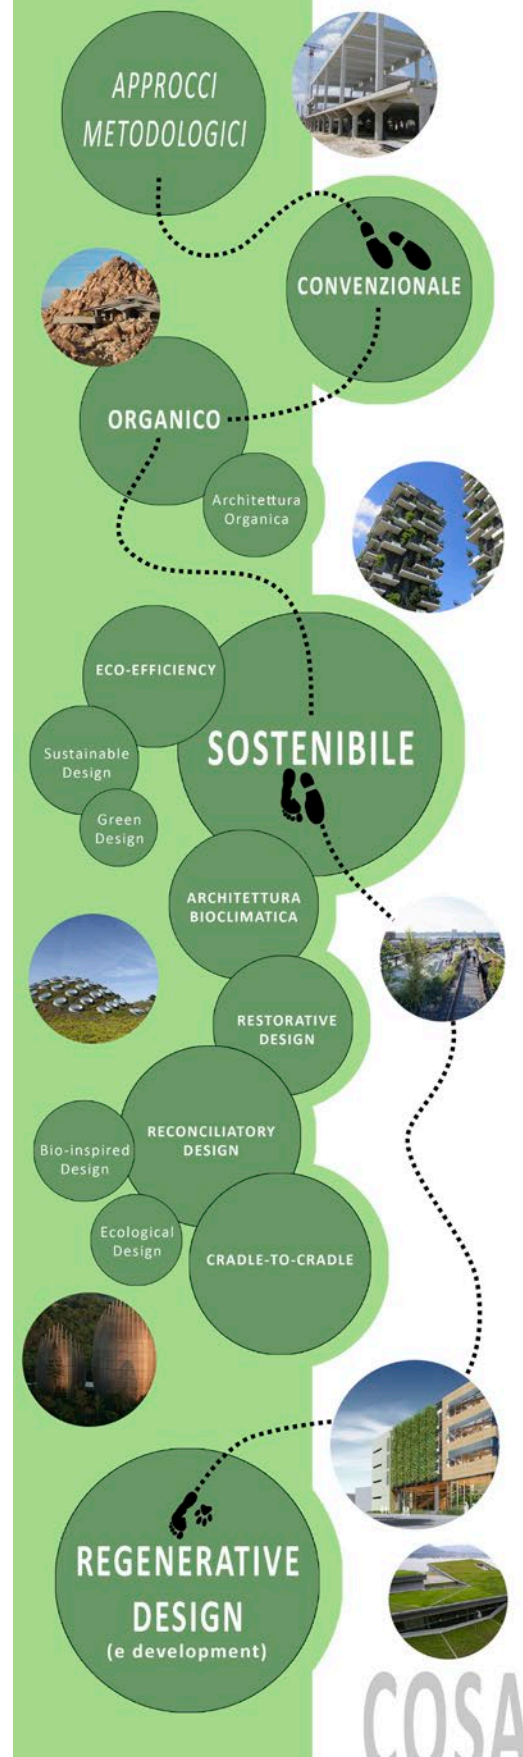 APPROCCI
METODOLOGICI
CONVENZIONALE
ORGANICO
Architettura
Organica
ECO-EFFICIENCY
SOSTENIBILE
Sustainable
Design
Green
Design
ARCHITETTURA
BIOCLIMATICA
RESTORATIVE
DESIGN
RECONCILIATORY
DESIGN
Bio-inspired
Design
Ecological
Design
CRADLE-TO-CRADLE
REGENERATIVE
DESIGN
(e development)
COSA